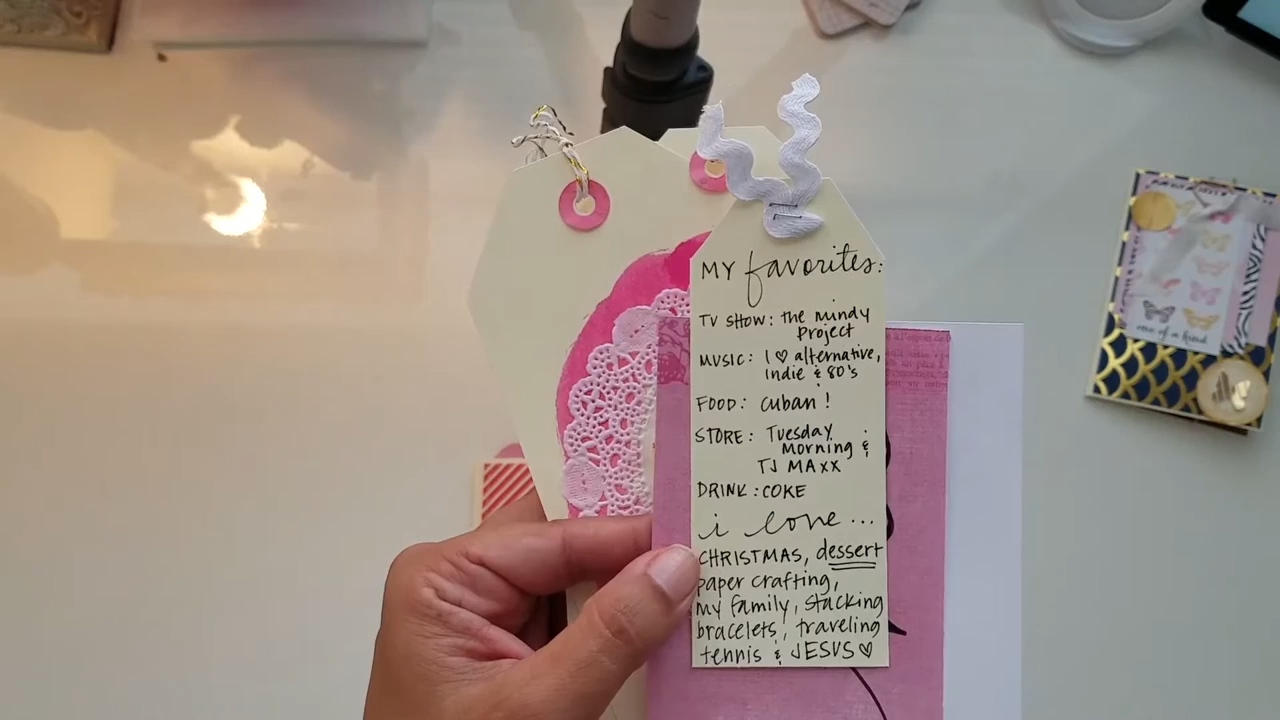 MY favorites:
TV SHOW: the mindy
Project
MUSIC: I ♡ alternative,
indie & 80's
FOOD: Cuban!
STORE: Tuesday
Morning &
TJ MAXX
DRINK: COKE
i love...
CHRISTMAS, dessert
paper crafting,
my family, stacking
bracelets, traveling
tennis & JESUS ♡
one of a kind